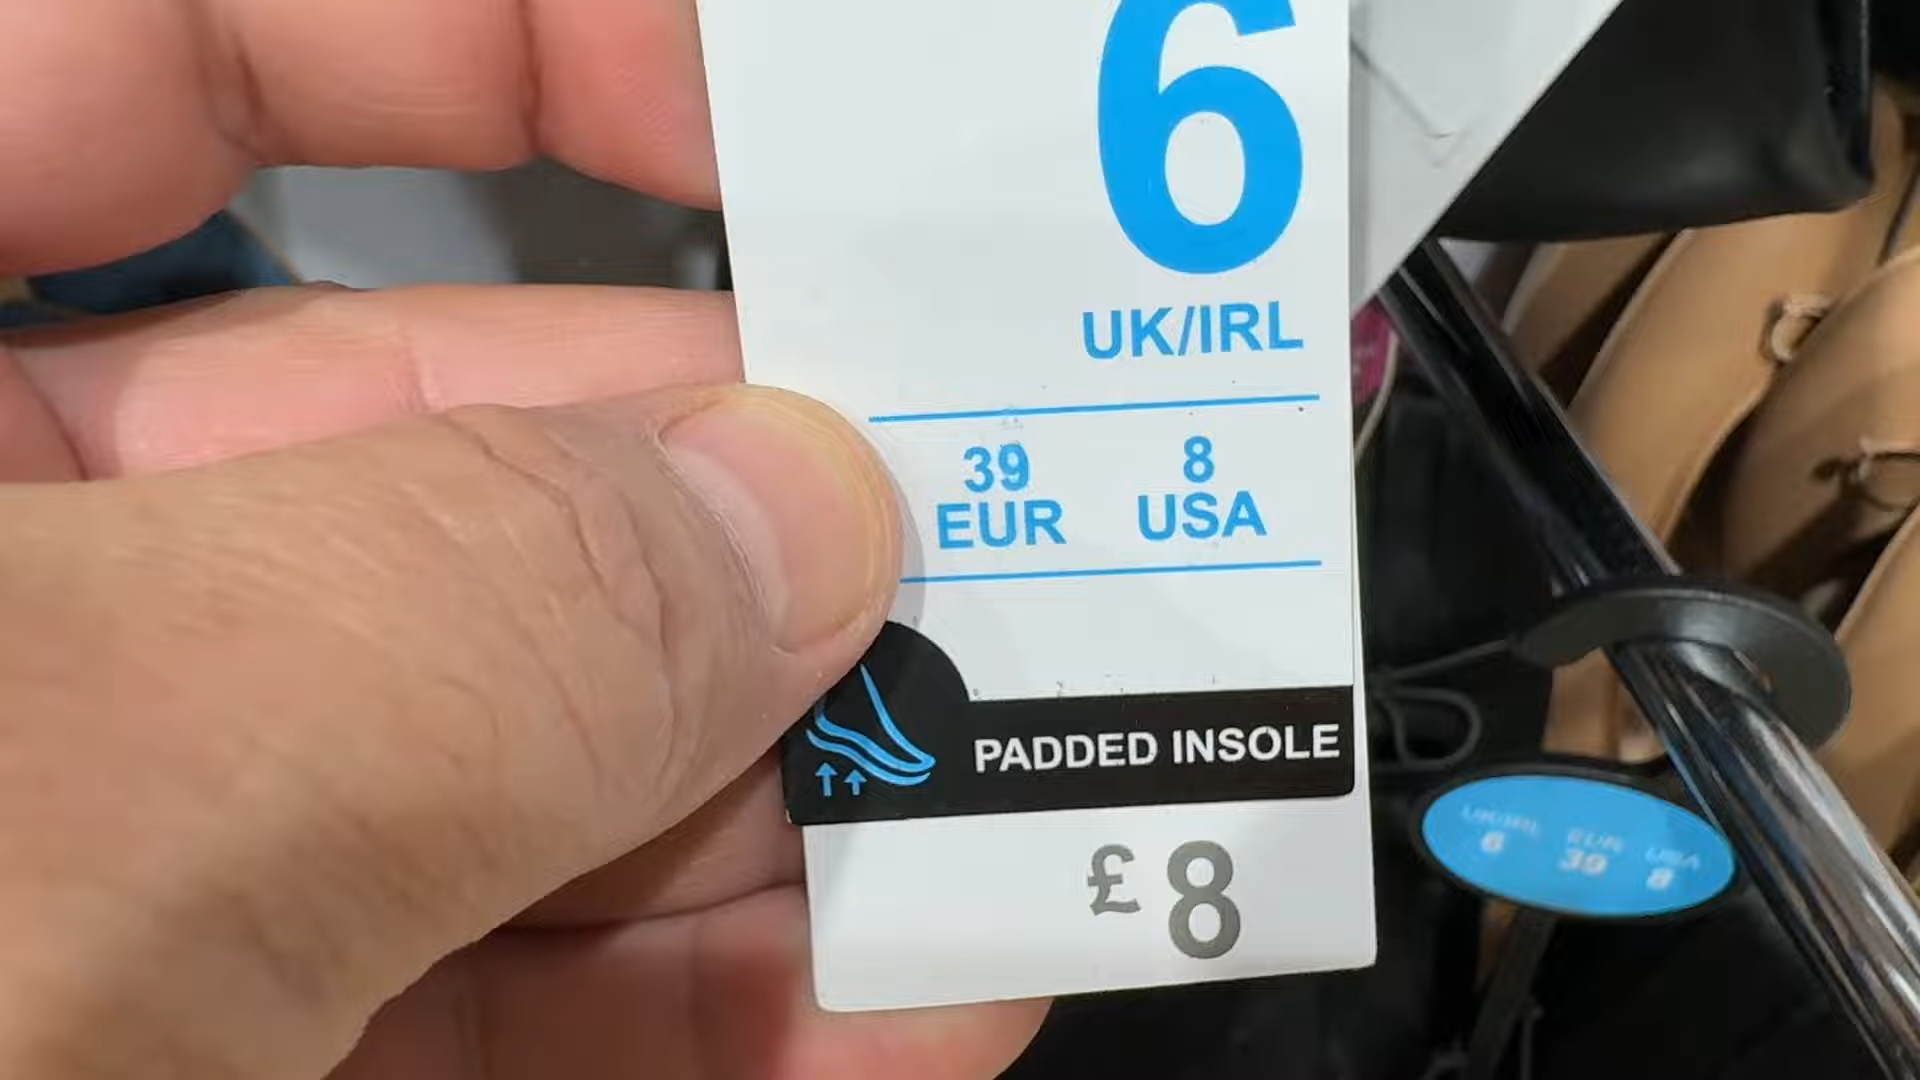 6
UK/IRL
39 8
EUR USA
PADDED INSOLE
£8
UK/IRL EUR USA
6 39 8